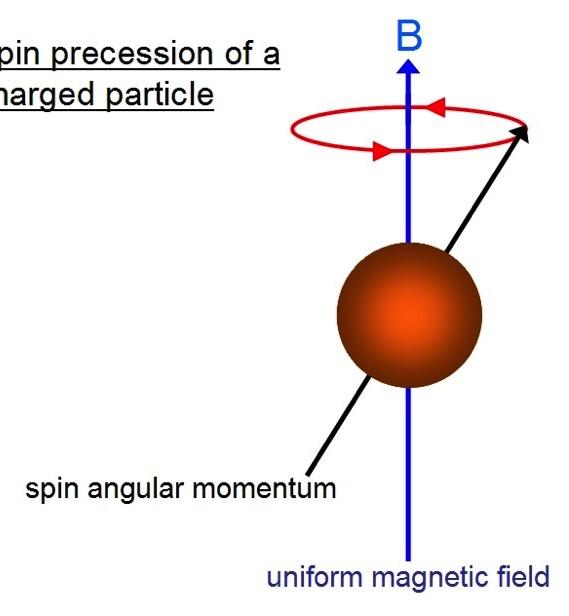 pin precession of a
harged particle
B
spin angular momentum
uniform magnetic field